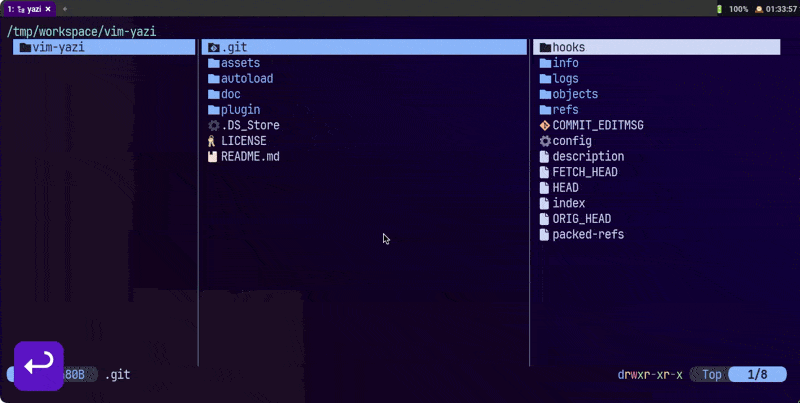 1: yazi × +
100% 01:33:57
/tmp/workspace/vim-yazi
vim-yazi
.git
assets
autoload
doc
plugin
.DS_Store
LICENSE
README.md
hooks
info
logs
objects
refs
COMMIT_EDITMSG
config
description
FETCH_HEAD
HEAD
index
ORIG_HEAD
packed-refs
80B .git
drwxr-xr-x Top 1/8